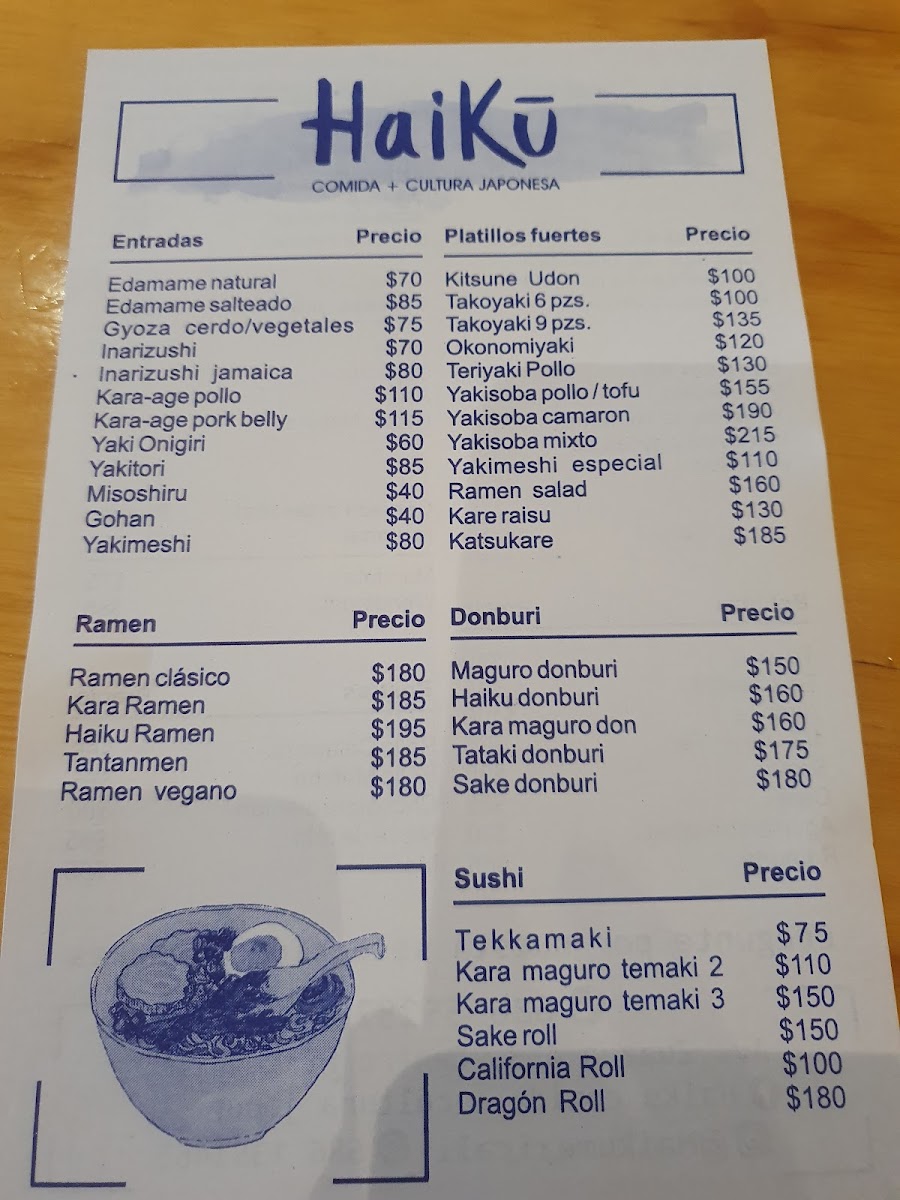 HaiKū
COMIDA + CULTURA JAPONESA
Entradas Precio
Edamame natural $70
Edamame salteado $85
Gyoza cerdo/vegetales $75
Inarizushi $70
Inarizushi jamaica $80
Kara-age pollo $110
Kara-age pork belly $115
Yaki Onigiri $60
Yakitori $85
Misoshiru $40
Gohan $40
Yakimeshi $80
Platillos fuertes Precio
Kitsune Udon $100
Takoyaki 6 pzs. $100
Takoyaki 9 pzs. $135
Okonomiyaki $120
Teriyaki Pollo $130
Yakisoba pollo / tofu $155
Yakisoba camaron $190
Yakisoba mixto $215
Yakimeshi especial $110
Ramen salad $160
Kare raisu $130
Katsukare $185
Ramen Precio
Ramen clásico $180
Kara Ramen $185
Haiku Ramen $195
Tantanmen $185
Ramen vegano $180
Donburi Precio
Maguro donburi $150
Haiku donburi $160
Kara maguro don $160
Tataki donburi $175
Sake donburi $180
Sushi Precio
Tekkamaki $75
Kara maguro temaki 2 $110
Kara maguro temaki 3 $150
Sake roll $150
California Roll $100
Dragón Roll $180